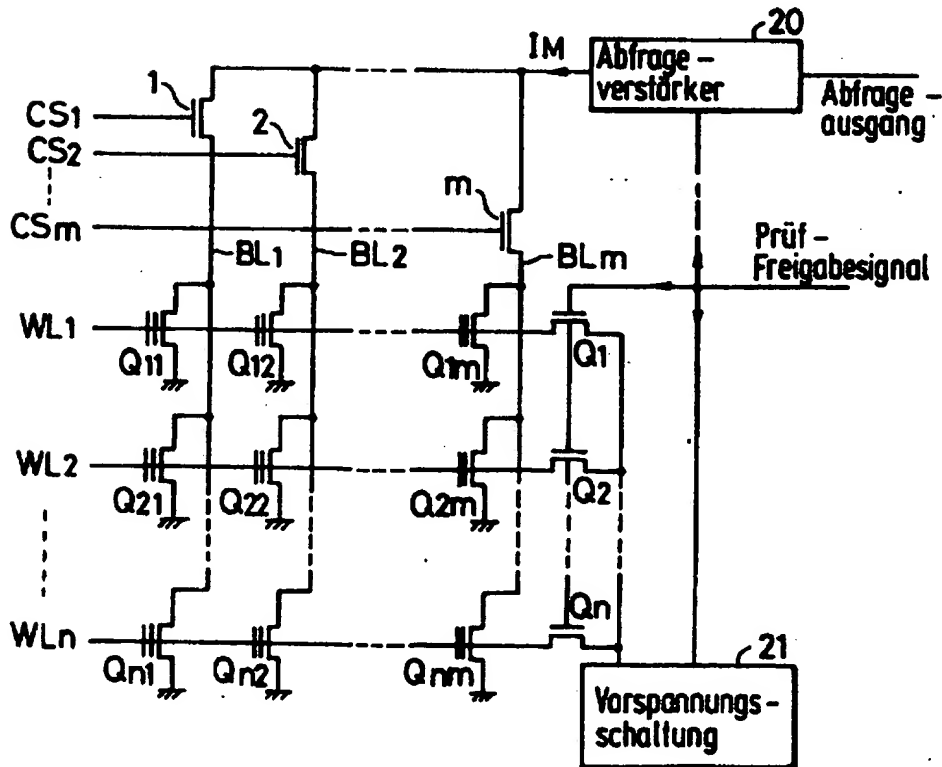 20
IM
Abfrage-
verstärker
Abfrage-
ausgang
1
CS1
2
CS2
m
CSm
BL1
BL2
BLm
Prüf-
Freigabesignal
WL1
Q11
Q12
Q1m
Q1
WL2
Q21
Q22
Q2m
Q2
Qn
WLn
Qn1
Qn2
Qnm
21
Vorspannungs-
schaltung